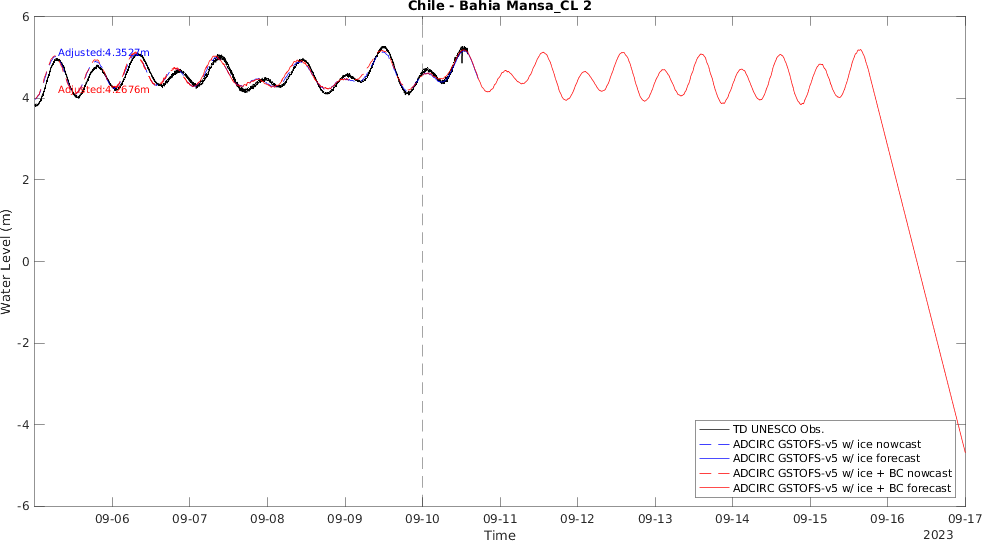 Chile - Bahia Mansa_CL 2
Adjusted:4.3527m
Adjusted:4.2676m
Water Level (m)
6
4
2
0
-2
-4
-6
TD UNESCO Obs.
ADCIRC GSTOFS-v5 w/ ice nowcast
ADCIRC GSTOFS-v5 w/ ice forecast
ADCIRC GSTOFS-v5 w/ ice + BC nowcast
ADCIRC GSTOFS-v5 w/ ice + BC forecast
09-06 09-07 09-08 09-09 09-10 09-11 09-12 09-13 09-14 09-15 09-16 09-17
Time
2023